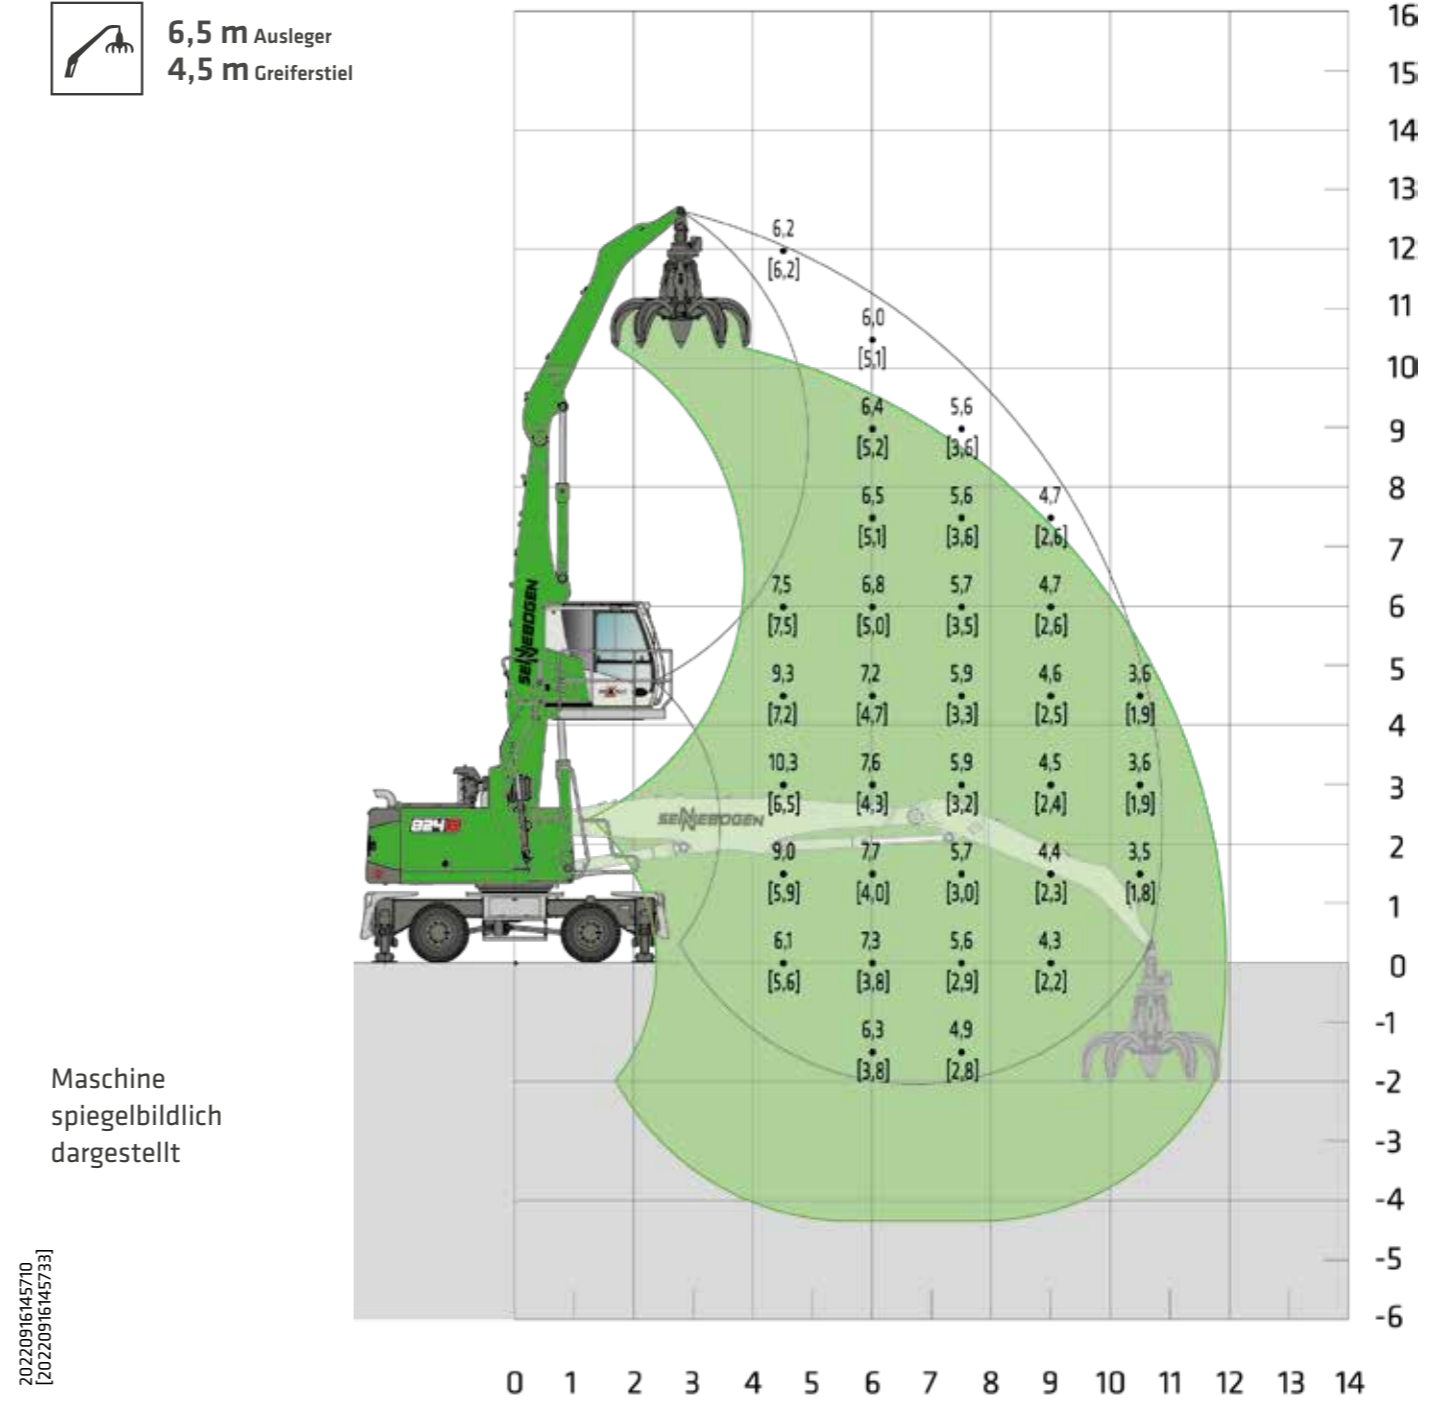 6,5 m Ausleger
4,5 m Greiferstiel
16
15
14
13
6,2
12
[6,2]
11
6,0
[5,1]
10
6,4 5,6
9
[5,2] [3,6]
6,5 5,6 4,7
8
[5,1] [3,6] [2,6]
7
7,5 6,8 5,7 4,7
6
[7,5] [5,0] [3,5] [2,6]
SENNEBOGEN
9,3 7,2 5,9 4,6 3,6
5
[7,2] [4,7] [3,3] [2,5] [1,9]
4
10,3 7,6 5,9 4,5 3,6
3
[6,5] [4,3] [3,2] [2,4] [1,9]
SENNEBOGEN
824
9,0 7,7 5,7 4,4 3,5
2
[5,9] [4,0] [3,0] [2,3] [1,8]
1
6,1 7,3 5,6 4,3
0
[5,6] [3,8] [2,9] [2,2]
6,3 4,9
-1
[3,8] [2,8]
-2
Maschine
spiegelbildlich
dargestellt
-3
-4
-5
-6
0 1 2 3 4 5 6 7 8 9 10 11 12 13 14
20220916145710
[20220916145733]